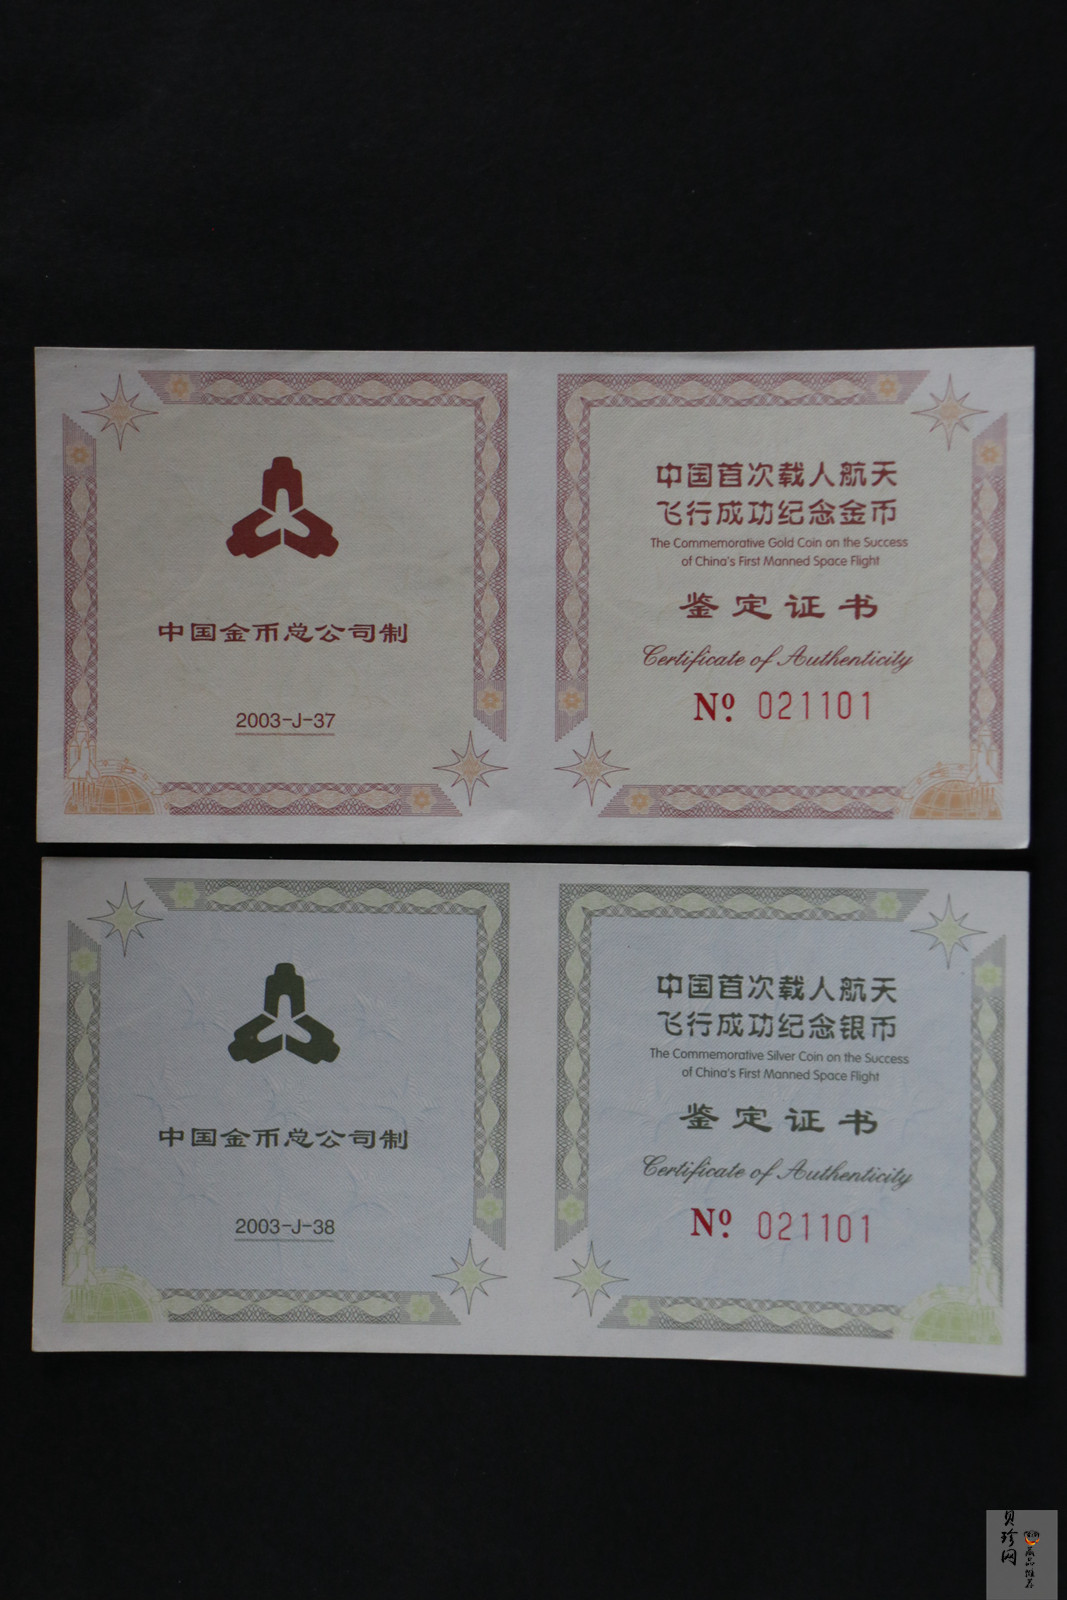 中国金币总公司制
2003-J-37
中国首次载人航天
飞行成功纪念金币
The Commemorative Gold Coin on the Success
of China's First Manned Space Flight
鉴定证书
Certificate of Authenticity
Nº. 021101
中国金币总公司制
2003-J-38
中国首次载人航天
飞行成功纪念银币
The Commemorative Silver Coin on the Success
of China's First Manned Space Flight
鉴定证书
Certificate of Authenticity
Nº. 021101
贝珍网